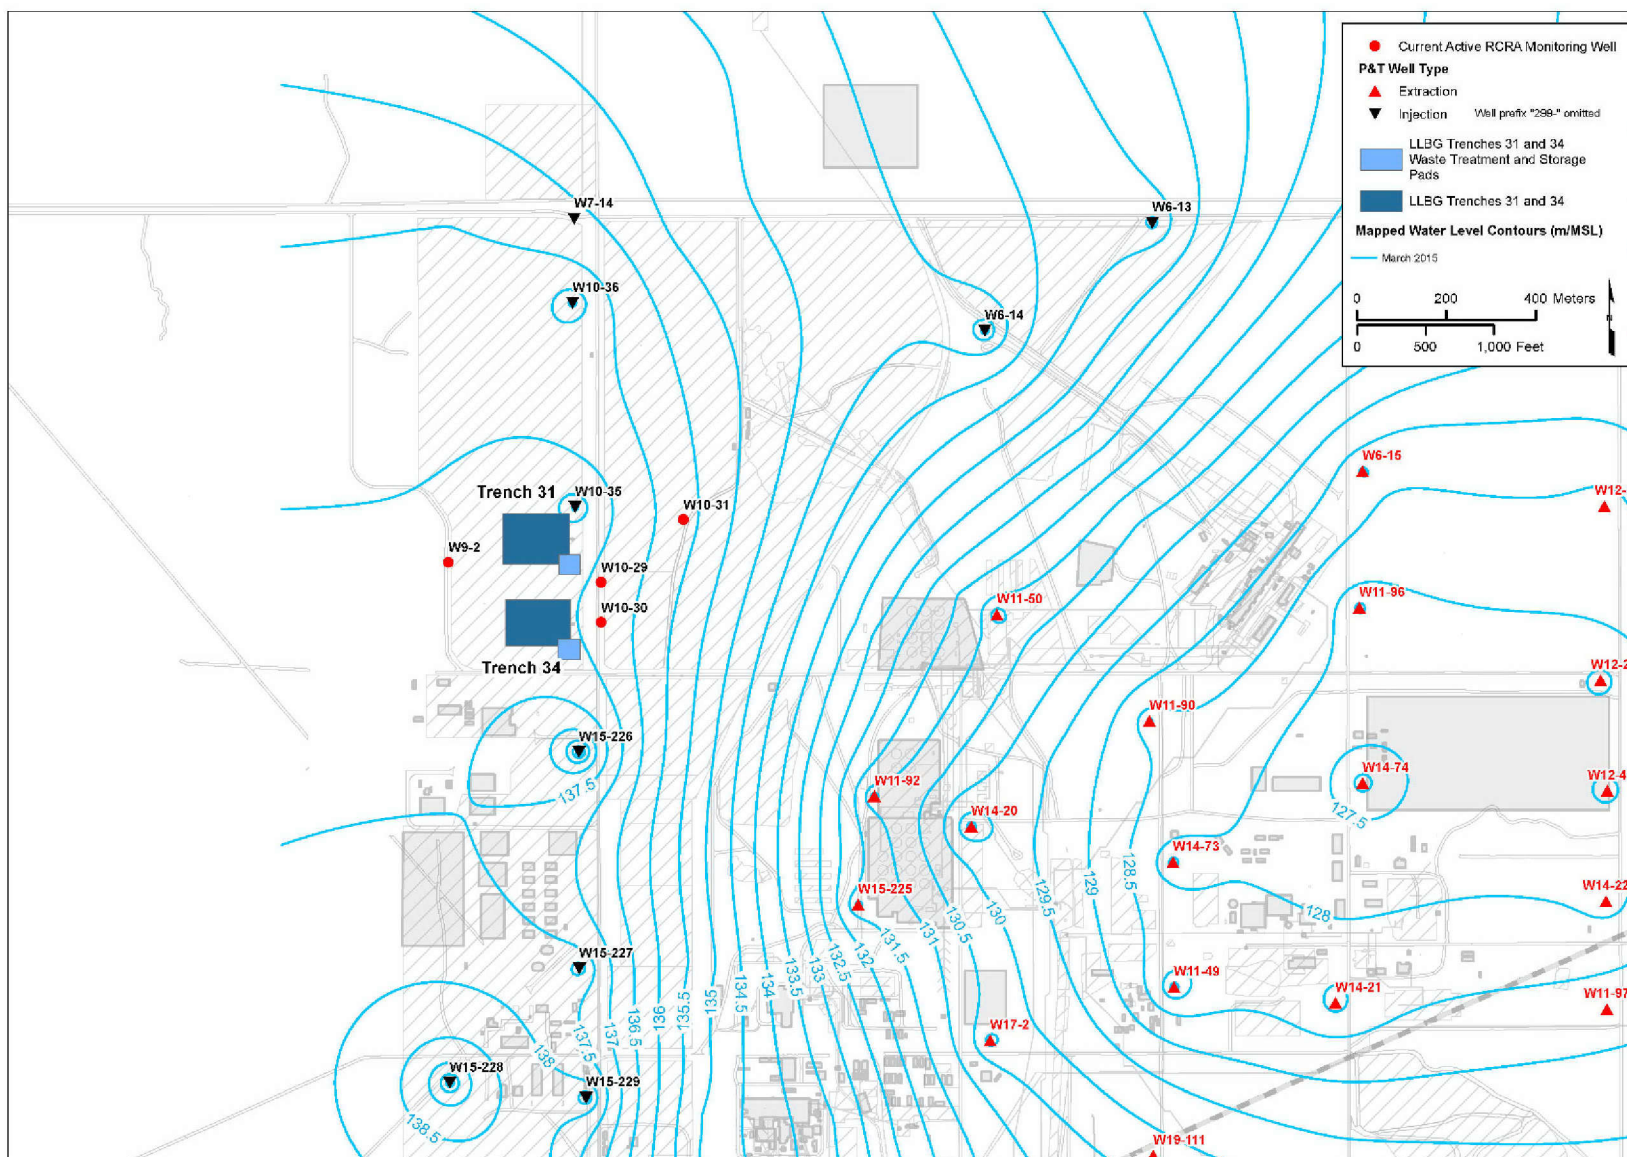 Current Active RCRA Monitoring Well
P&T Well Type
Extraction
Injection
Well prefix "299-" omitted
LLBG Trenches 31 and 34
Waste Treatment and Storage
Pads
LLBG Trenches 31 and 34
Mapped Water Level Contours (m/MSL)
March 2015
0 200 400 Meters
0 500 1,000 Feet
W7-14
W6-13
W10-36
W6-14
W6-15
W12-
Trench 31
W10-35
W10-31
W9-2
W10-29
W10-30
W11-50
W11-96
Trench 34
W12-2
W11-90
W15-226
137.5
W11-92
W14-20
W14-74
127.5
W12-4
W14-73
W15-225
W14-22
128.5
129
129.5
130
130.5
131
131.5
132
132.5
133
133.5
134
134.5
135
135.5
136
136.5
137
137.5
138
128
W15-227
W11-49
W14-21
W11-97
W17-2
W15-228
W15-229
138.5
W19-111